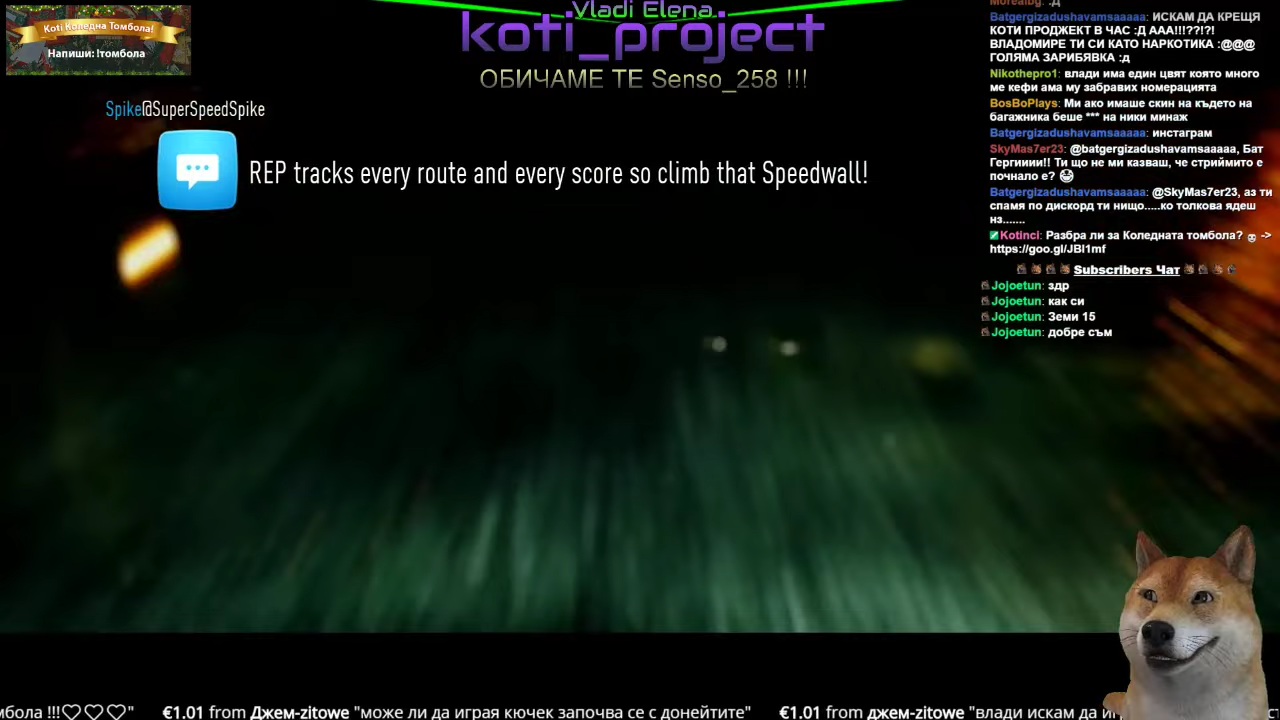 Koti Коледна Томбола!
Напиши: !томбола
Vladi Elena
koti_project
ОБИЧАМЕ ТЕ Senso_258 !!!
Spike@SuperSpeedSpike
REP tracks every route and every score so climb that Speedwall!
Batgergizadushavamsaaaaa: ИСКАМ ДА КРЕЩЯ
КОТИ ПРОДЖЕКТ В ЧАС :Д ААА!!!??!?!
ВЛАДОМИРЕ ТИ СИ КАТО НАРКОТИКА :@@@
ГОЛЯМА ЗАРИБЯВКА :д
Nikothepro1: влади има един цвят която много
ме кефи ама му забравих номерацията
BosBoPlays: Ми ако имаше скин на където на
багажника беше *** на ники минаж
Batgergizadushavamsaaaaa: инстаграм
SkyMas7er23: @batgergizadushavamsaaaaa, Бат
Гергииии!! Ти що не ми казваш, че стриймито е
почнало е?
Batgergizadushavamsaaaaa: @SkyMas7er23, аз ти
спамя по дискорд ти нищо.....ко толкова ядеш
нз.......
Kotinci: Разбра ли за Коледната томбола? ->
https://goo.gl/JBl1mf
Subscribers Чат
Jojoetun: здр
Jojoetun: как си
Jojoetun: Земи 15
Jojoetun: добре съм
мбола !!!♡♡♡" €1.01 from Джем-zitowe "може ли да играя кючек започва се с донейтите" €1.01 from джем-zitowe "влади искам да иг